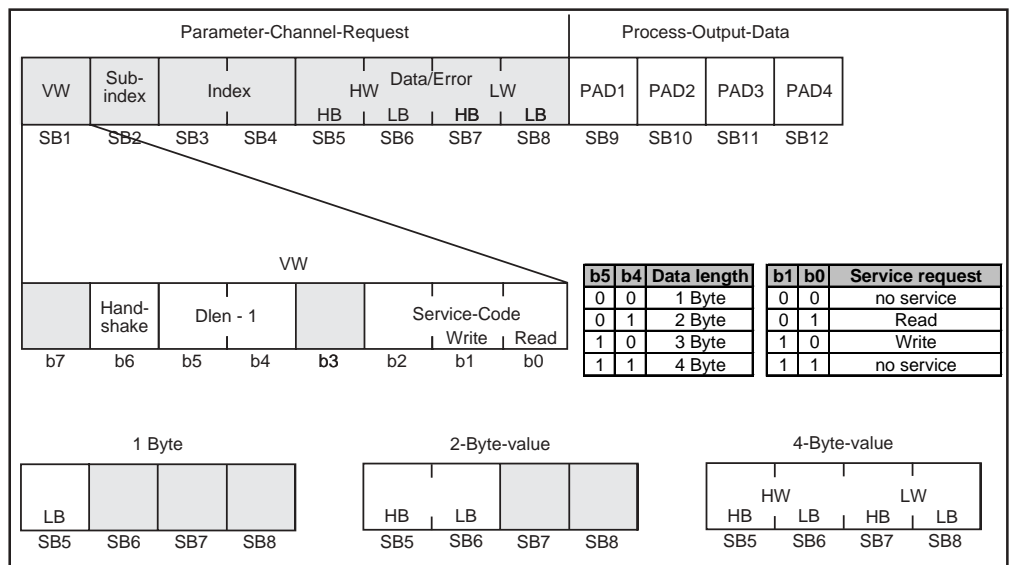 Parameter-Channel-Request Process-Output-Data
VW Sub-index Index Data/Error HW LW HB LB HB LB PAD1 PAD2 PAD3 PAD4
SB1 SB2 SB3 SB4 SB5 SB6 SB7 SB8 SB9 SB10 SB11 SB12
VW
Hand-shake Dlen - 1 Service-Code Write Read
b7 b6 b5 b4 b3 b2 b1 b0
b5 b4 Data length
0 0 1 Byte
0 1 2 Byte
1 0 3 Byte
1 1 4 Byte
b1 b0 Service request
0 0 no service
0 1 Read
1 0 Write
1 1 no service
1 Byte
LB
SB5 SB6 SB7 SB8
2-Byte-value
HB LB
SB5 SB6 SB7 SB8
4-Byte-value
HW LW
HB LB HB LB
SB5 SB6 SB7 SB8